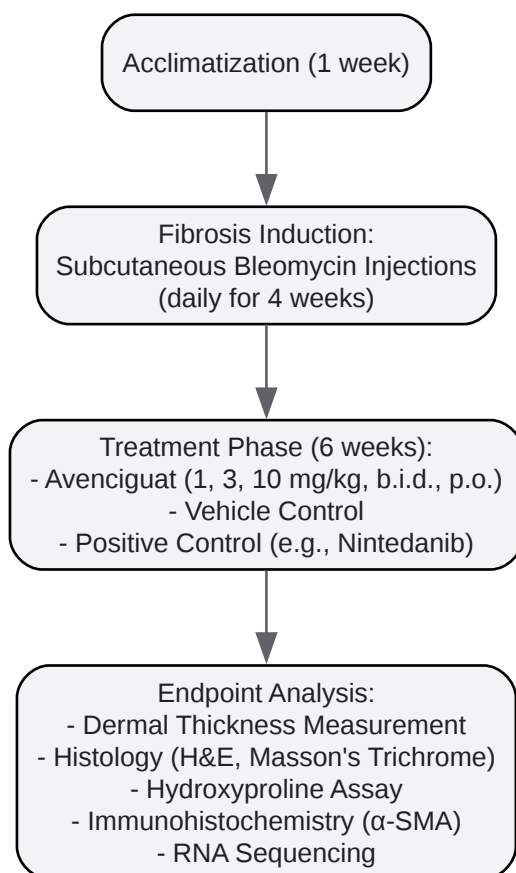 Acclimatization (1 week)
Fibrosis Induction:
Subcutaneous Bleomycin Injections
(daily for 4 weeks)
Treatment Phase (6 weeks):
- Avenciguat (1, 3, 10 mg/kg, b.i.d., p.o.)
- Vehicle Control
- Positive Control (e.g., Nintedanib)
Endpoint Analysis:
- Dermal Thickness Measurement
- Histology (H&E, Masson's Trichrome)
- Hydroxyproline Assay
- Immunohistochemistry (α-SMA)
- RNA Sequencing